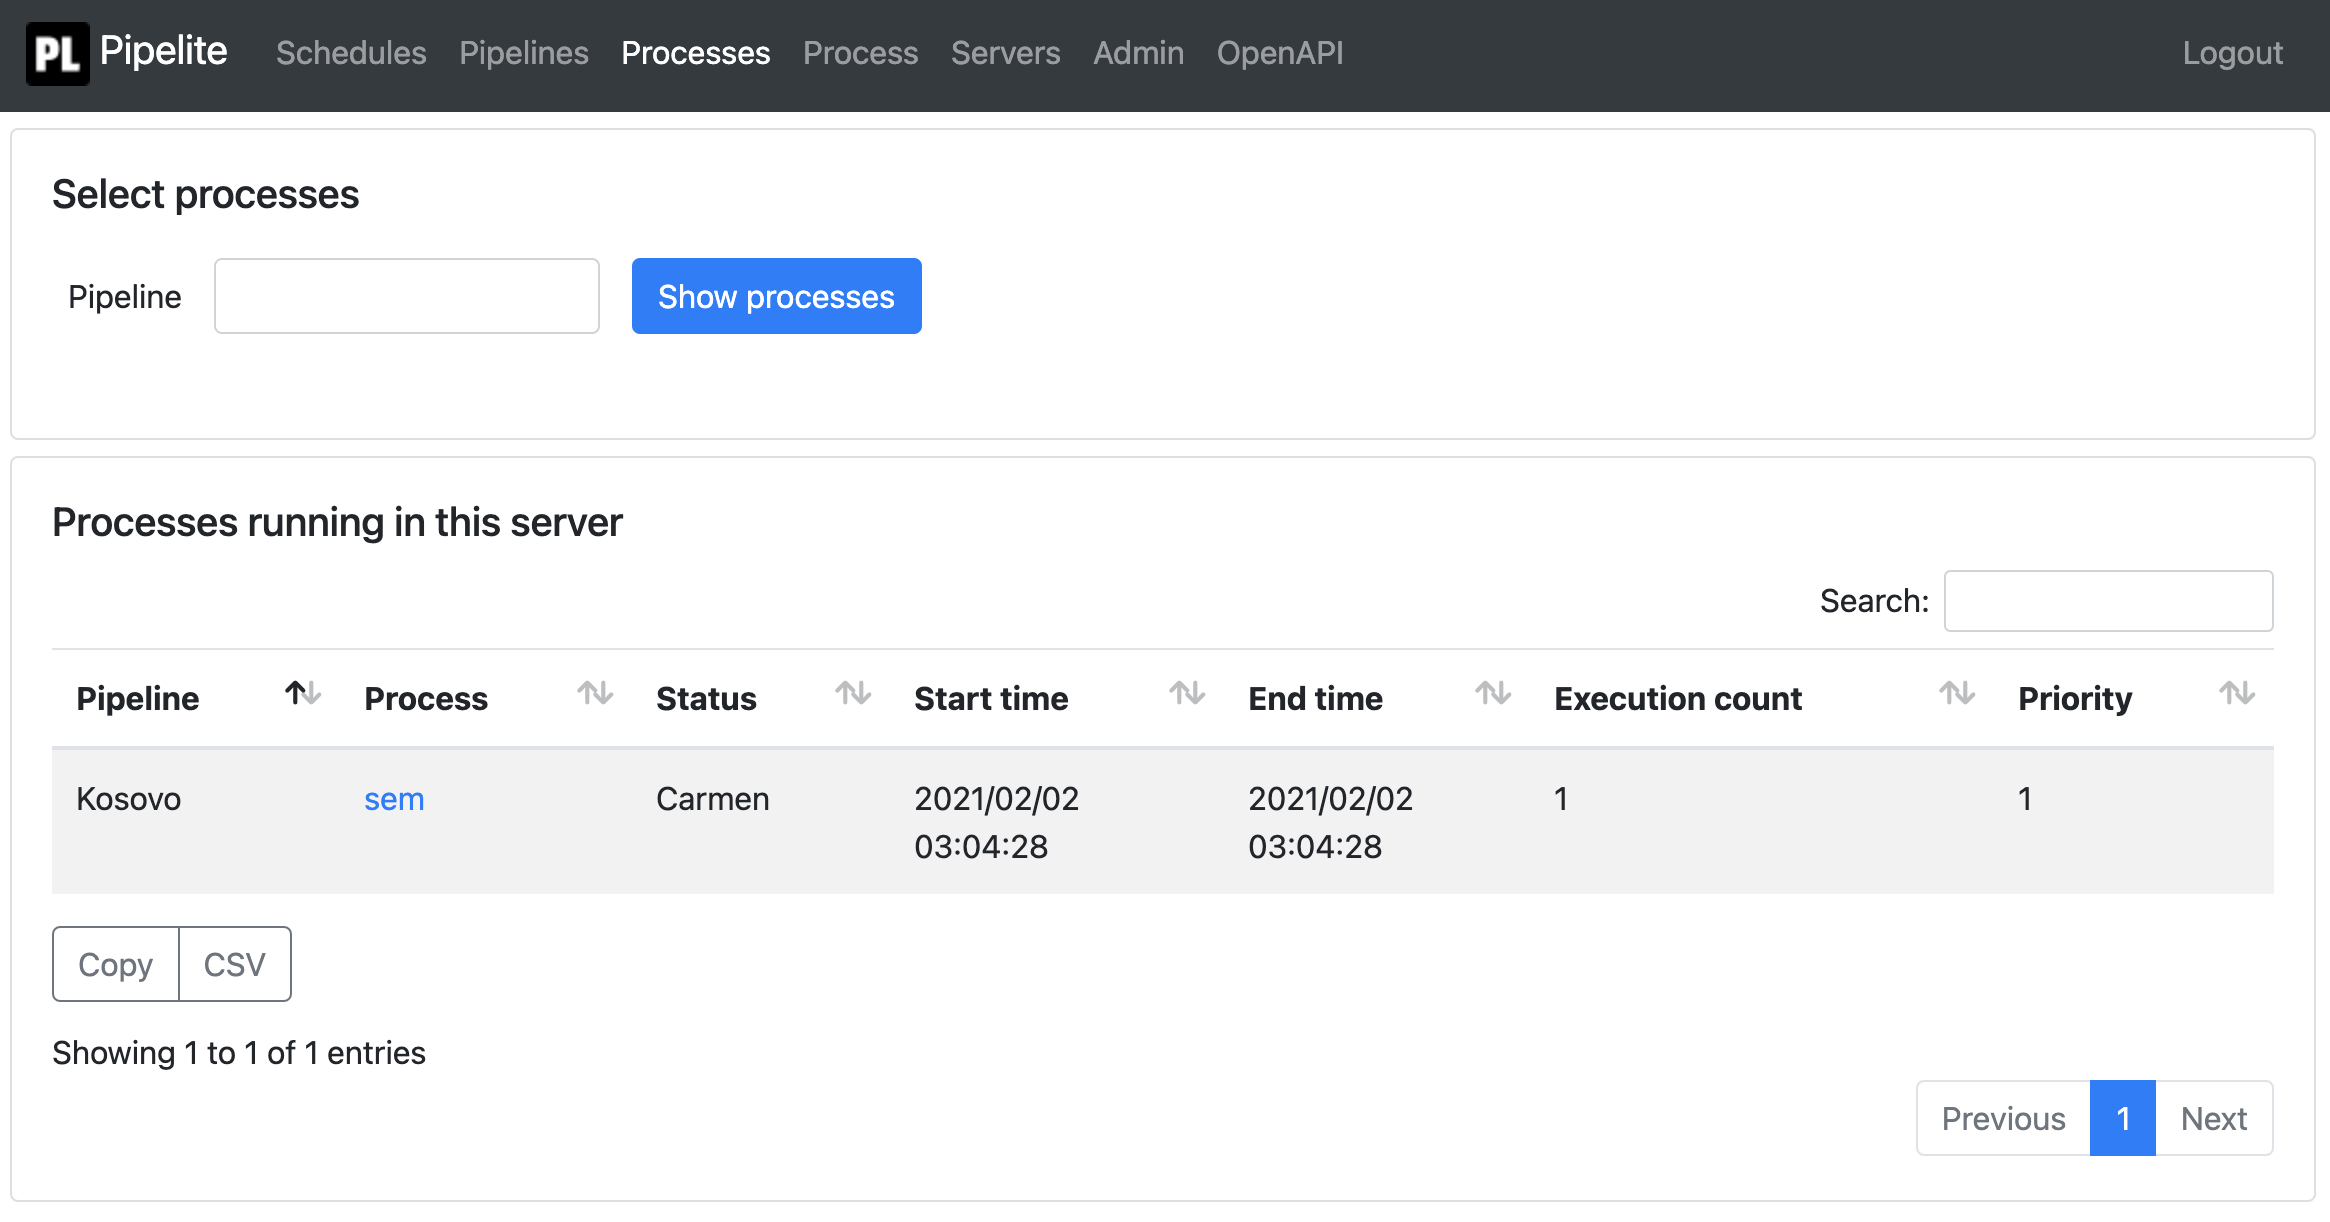 PL Pipelite Schedules Pipelines Processes Process Servers Admin OpenAPI Logout
Select processes
Pipeline Show processes
Processes running in this server
Search:
Pipeline Process Status Start time End time Execution count Priority
Kosovo sem Carmen 2021/02/02 2021/02/02 1 1
03:04:28 03:04:28
Copy CSV
Showing 1 to 1 of 1 entries
Previous 1 Next